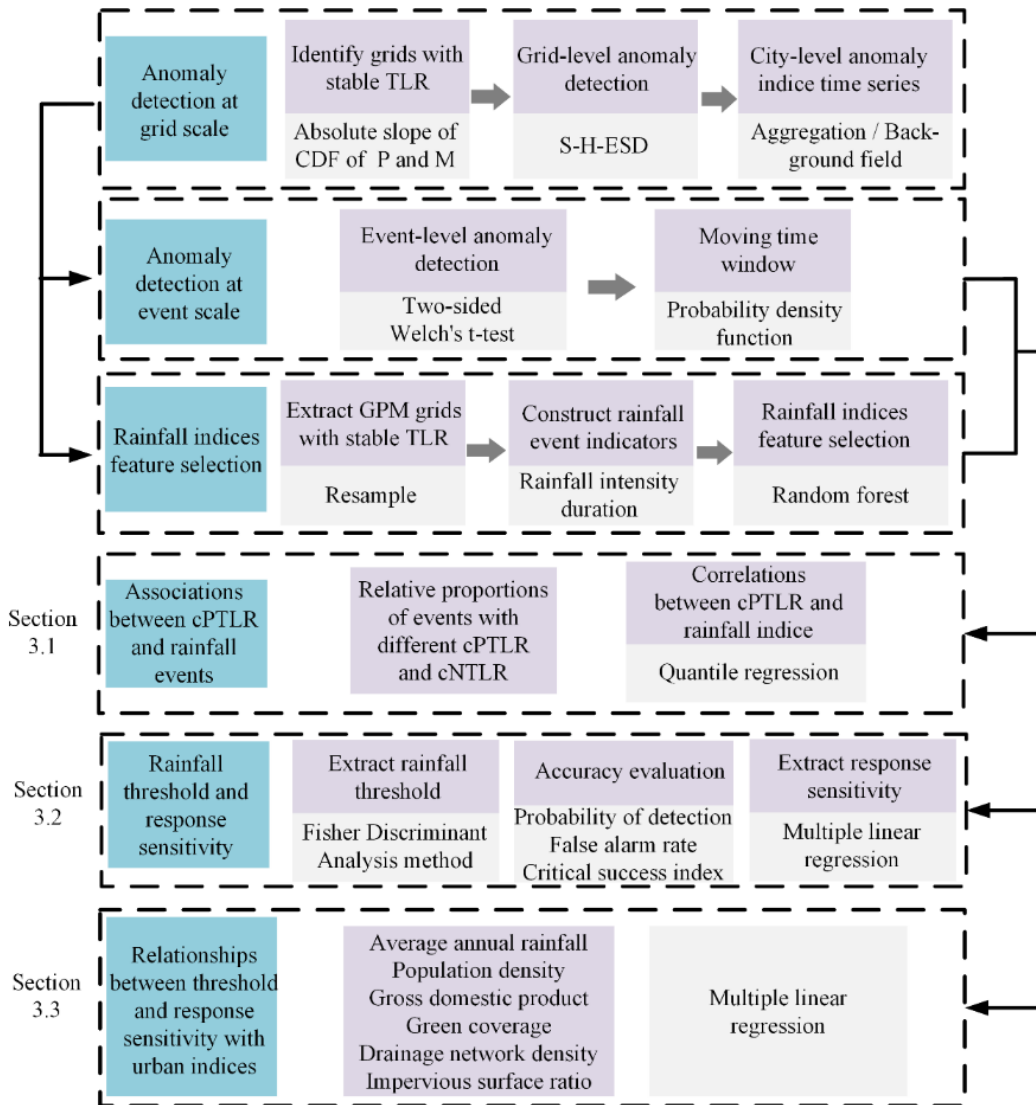 Anomaly
detection at
grid scale
Identify grids with
stable TLR
Absolute slope of
CDF of P and M
Grid-level anomaly
detection
S-H-ESD
City-level anomaly
indice time series
Aggregation / Back-
ground field
Anomaly
detection at
event scale
Event-level anomaly
detection
Two-sided
Welch's t-test
Moving time
window
Probability density
function
Rainfall indices
feature selection
Extract GPM grids
with stable TLR
Resample
Construct rainfall
event indicators
Rainfall intensity
duration
Rainfall indices
feature selection
Random forest
Section
3.1
Associations
between cPTLR
and rainfall
events
Relative proportions
of events with
different cPTLR
and cNTLR
Correlations
between cPTLR and
rainfall indice
Quantile regression
Section
3.2
Rainfall
threshold and
response
sensitivity
Extract rainfall
threshold
Fisher Discriminant
Analysis method
Accuracy evaluation
Probability of detection
False alarm rate
Critical success index
Extract response
sensitivity
Multiple linear
regression
Section
3.3
Relationships
between threshold
and response
sensitivity with
urban indices
Average annual rainfall
Population density
Gross domestic product
Green coverage
Drainage network density
Impervious surface ratio
Multiple linear
regression